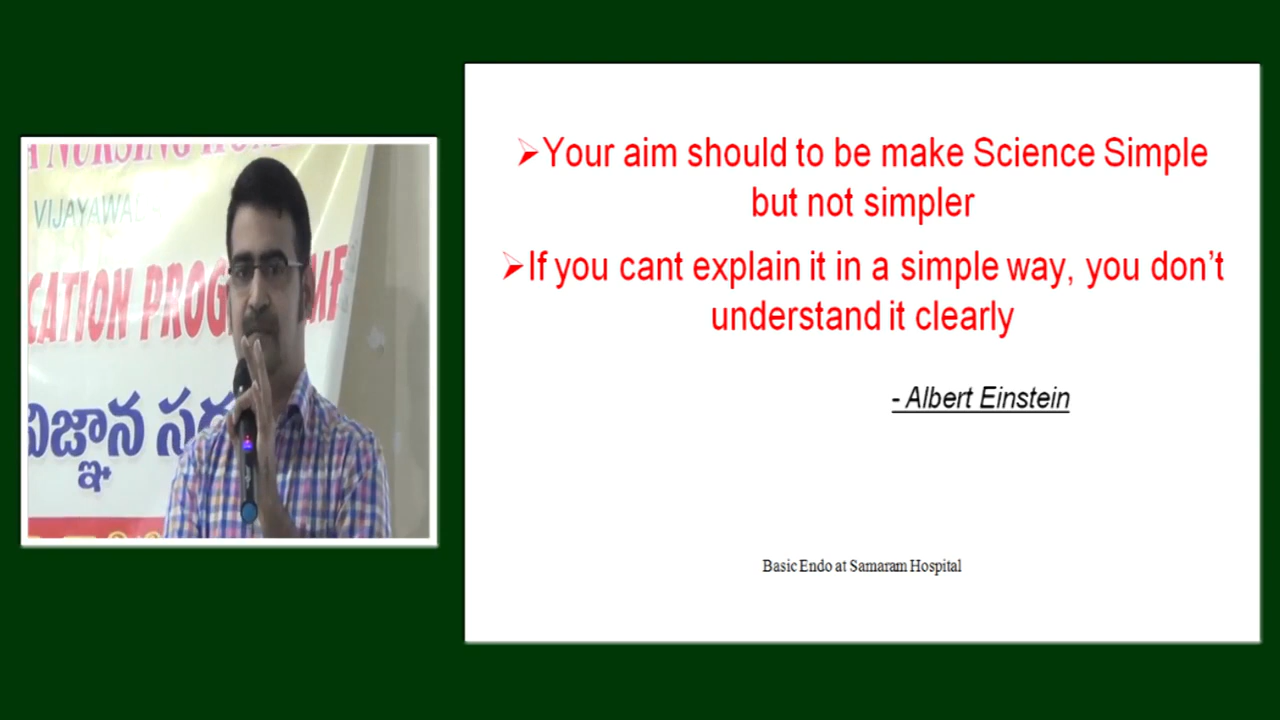 NURSING
VIJAYAWA
CATION PROG
విజ్ఞాన
➢Your aim should to be make Science Simple
but not simpler
➢If you cant explain it in a simple way, you don’t
understand it clearly
- Albert Einstein
Basic Endo at Samaram Hospital